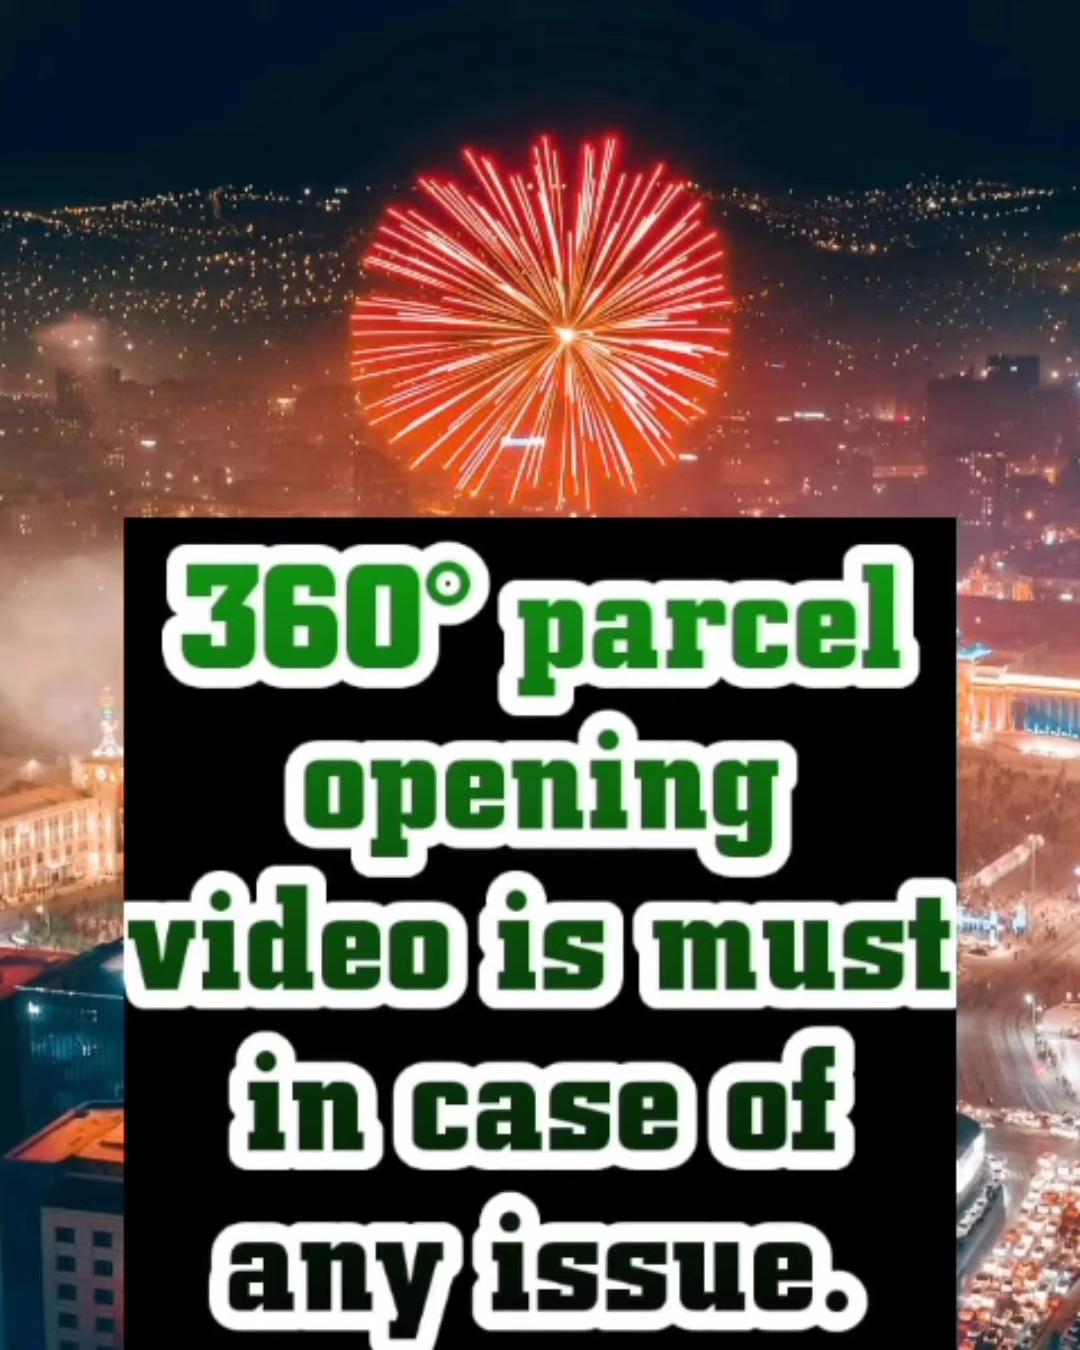 360° parcel
opening
video is must
in case of
any issue.